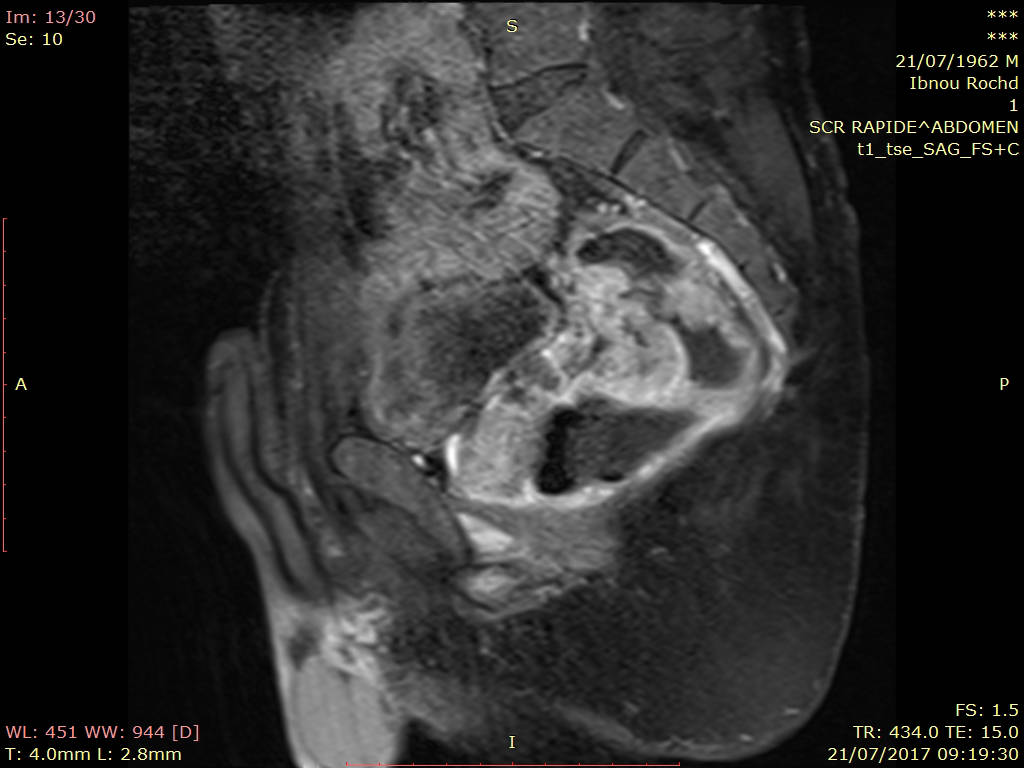 Im: 13/30
Se: 10
S
***
***
21/07/1962 M
Ibnou Rochd
1
SCR RAPIDE^ABDOMEN
t1_tse_SAG_FS+C
A
P
WL: 451 WW: 944 [D]
T: 4.0mm L: 2.8mm
I
FS: 1.5
TR: 434.0 TE: 15.0
21/07/2017 09:19:30